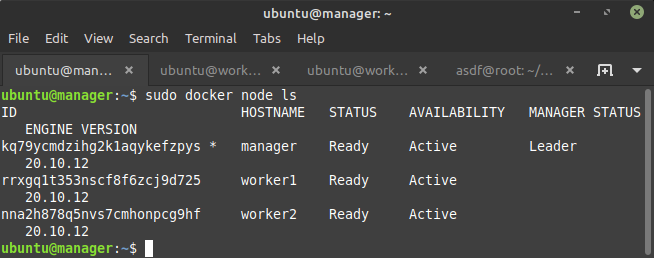 ubuntu@manager: ~
File Edit View Search Terminal Tabs Help
ubuntu@man... ubuntu@work... ubuntu@work... asdf@root: ~/...
ubuntu@manager:~$ sudo docker node ls
ID HOSTNAME STATUS AVAILABILITY MANAGER STATUS
ENGINE VERSION
kq79ycmdzihg2k1aqykefzpys * manager Ready Active Leader
20.10.12
rrxgq1t353nscf8f6zcj9d725 worker1 Ready Active
20.10.12
nna2h878q5nvs7cmhonpcg9hf worker2 Ready Active
20.10.12
ubuntu@manager:~$